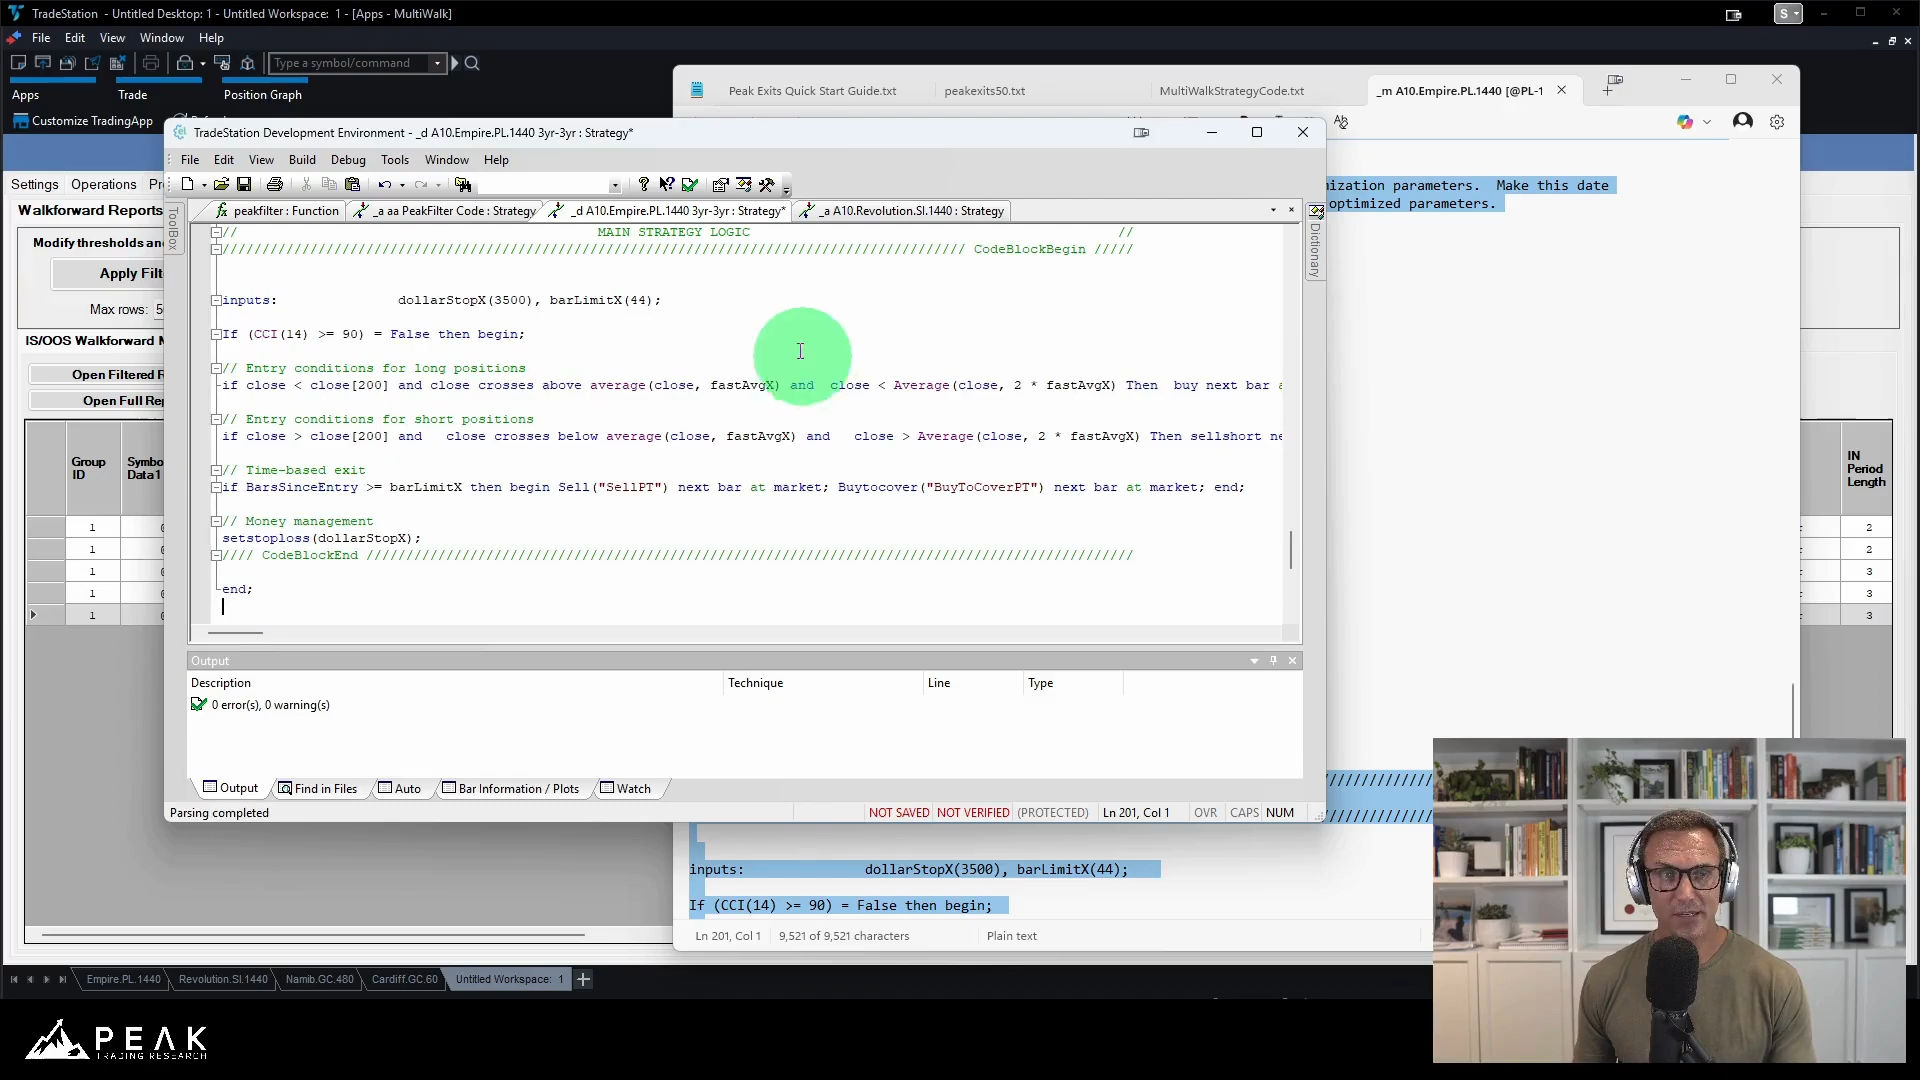 TradeStation - Untitled Desktop: 1 - Untitled Workspace: 1 - [Apps - MultiWalk]
S
File Edit View Window Help
Type a symbol/command
Apps Trade Position Graph
Customize TradingApp
Peak Exits Quick Start Guide.txt peakexits50.txt MultiWalkStrategyCode.txt _m A10.Empire.PL.1440 [@PL-1
TradeStation Development Environment - _d A10.Empire.PL.1440 3yr-3yr : Strategy*
File Edit View Build Debug Tools Window Help
Settings Operations
Walkforward Reports
Modify thresholds
Apply Filt
Max rows:
IS/OOS Walkforward
Open Filtered R
Open Full Rep
ToolBox
peakfilter : Function _a aa PeakFilter Code : Strategy _d A10.Empire.PL.1440 3yr-3yr : Strategy* _a A10.Revolution.SI.1440 : Strategy
Dictionary
mization parameters. Make this date
optimized parameters.
// MAIN STRATEGY LOGIC //
///////////////////////////////////////////////////////////////////////////////////////////// CodeBlockBegin /////
inputs: dollarStopX(3500), barLimitX(44);
If (CCI(14) >= 90) = False then begin;
// Entry conditions for long positions
if close < close[200] and close crosses above average(close, fastAvgX) and close < Average(close, 2 * fastAvgX) Then buy next bar a
// Entry conditions for short positions
if close > close[200] and close crosses below average(close, fastAvgX) and close > Average(close, 2 * fastAvgX) Then sellshort ne
// Time-based exit
if BarsSinceEntry >= barLimitX then begin Sell("SellPT") next bar at market; Buytocover("BuyToCoverPT") next bar at market; end;
// Money management
setstoploss(dollarStopX);
//// CodeBlockEnd ////////////////////////////////////////////////////////////////////////////////////////////////
end;
Group ID Symbo Data1
IN Period Length
1 2
1 2
1 3
1 3
1 3
Output
Description Technique Line Type
0 error(s), 0 warning(s)
Output Find in Files Auto Bar Information / Plots Watch
Parsing completed NOT SAVED NOT VERIFIED (PROTECTED) Ln 201, Col 1 OVR CAPS NUM
/////////////
/////////////
inputs: dollarStopX(3500), barLimitX(44);
If (CCI(14) >= 90) = False then begin;
Ln 201, Col 1 9,521 of 9,521 characters Plain text
Empire.PL.1440 Revolution.SI.1440 Namib.GC.480 Cardiff.GC.60 Untitled Workspace: 1
PEAK
TRADING RESEARCH